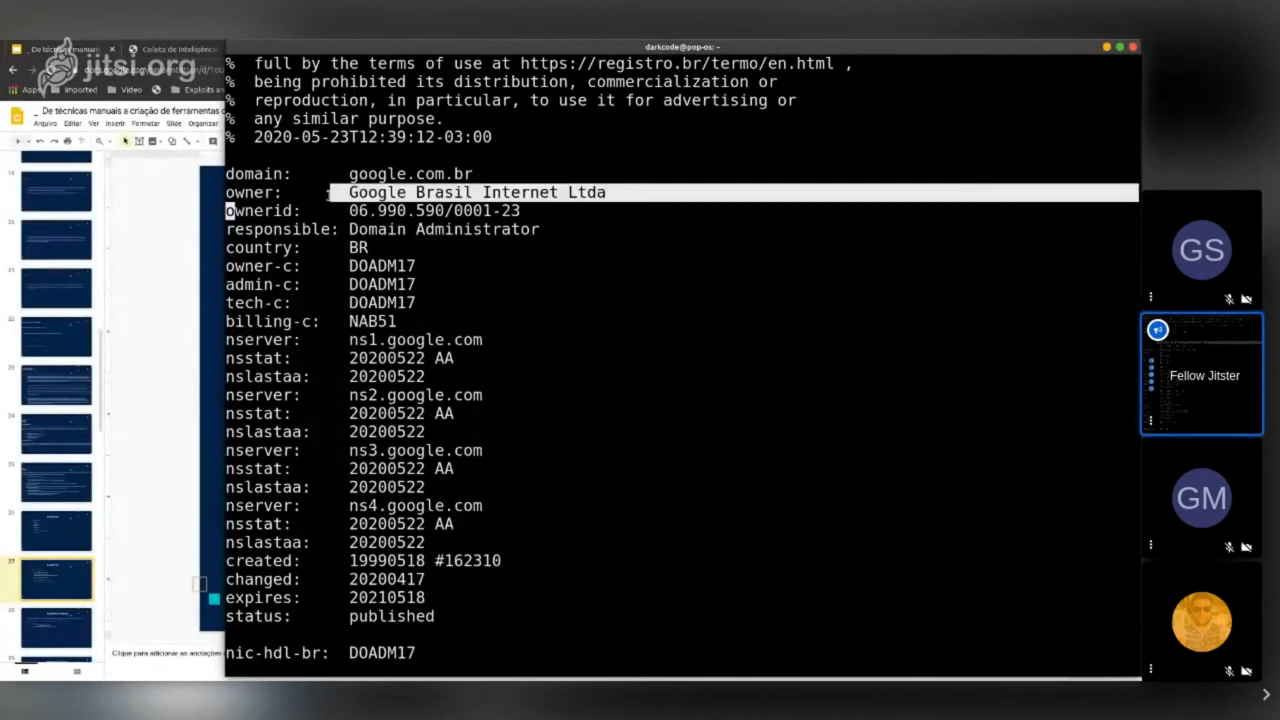 darkcode@pop-os: ~
jitsi.org
_ De técnicas manuais
Coleta de Inteligência
Apps
Imported
Video
Exploits an
_ De técnicas manuais a criação de ferramentas
Arquivo Editar Ver Inserir Formatar Slide Organizar
% full by the terms of use at https://registro.br/termo/en.html ,
% being prohibited its distribution, commercialization or
% reproduction, in particular, to use it for advertising or
% any similar purpose.
% 2020-05-23T12:39:12-03:00
domain: google.com.br
owner: Google Brasil Internet Ltda
ownerid: 06.990.590/0001-23
responsible: Domain Administrator
country: BR
owner-c: DOADM17
admin-c: DOADM17
tech-c: DOADM17
billing-c: NAB51
nserver: ns1.google.com
nsstat: 20200522 AA
nslastaa: 20200522
nserver: ns2.google.com
nsstat: 20200522 AA
nslastaa: 20200522
nserver: ns3.google.com
nsstat: 20200522 AA
nslastaa: 20200522
nserver: ns4.google.com
nsstat: 20200522 AA
nslastaa: 20200522
created: 19990518 #162310
changed: 20200417
expires: 20210518
status: published
nic-hdl-br: DOADM17
Clique para adicionar as anotações
GS
Fellow Jitster
GM